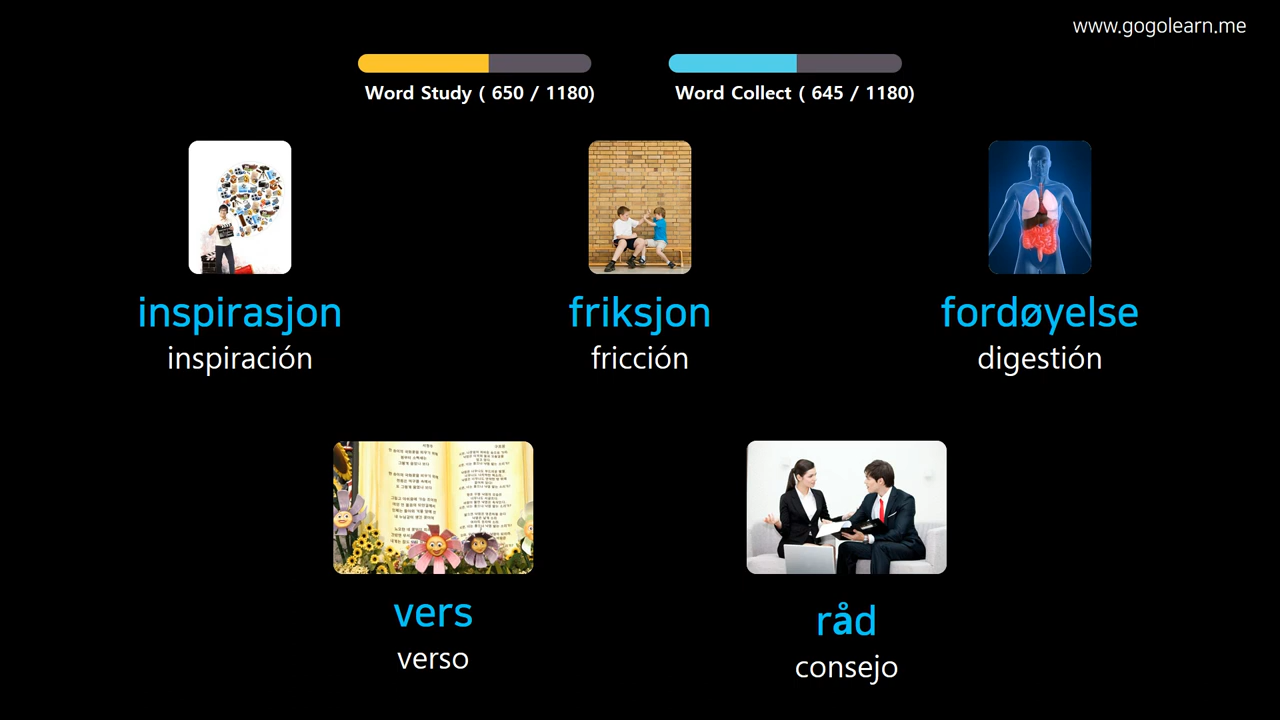 www.gogolearn.me
Word Study ( 650 / 1180)
Word Collect ( 645 / 1180)
inspirasjon
inspiración
friksjon
fricción
fordøyelse
digestión
vers
verso
råd
consejo